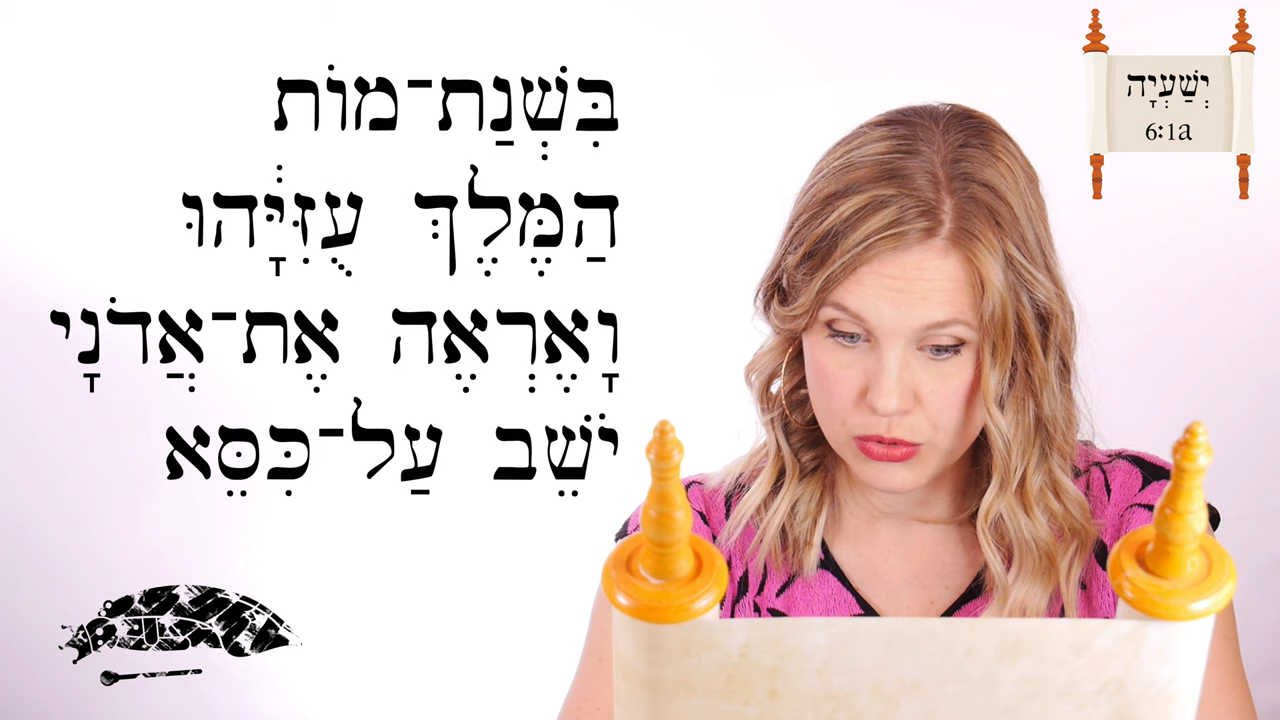 בִּשְׁנַת־מוֹת
הַמֶּלֶךְ עֻזִּיָּ֔הוּ
וָאֶרְאֶה אֶת־אֲדֹנָי
יֹשֵׁב עַל־כִּסֵּא
יְשַׁעְיָה
6:1a